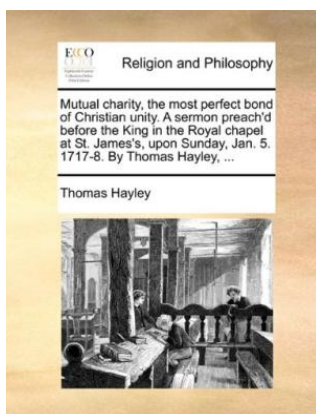 ECCO
Religion and Philosophy
Mutual charity, the most perfect bond
of Christian unity. A sermon preach'd
before the King in the Royal chapel
at St. James's, upon Sunday, Jan. 5.
1717-8. By Thomas Hayley, ...
Thomas Hayley